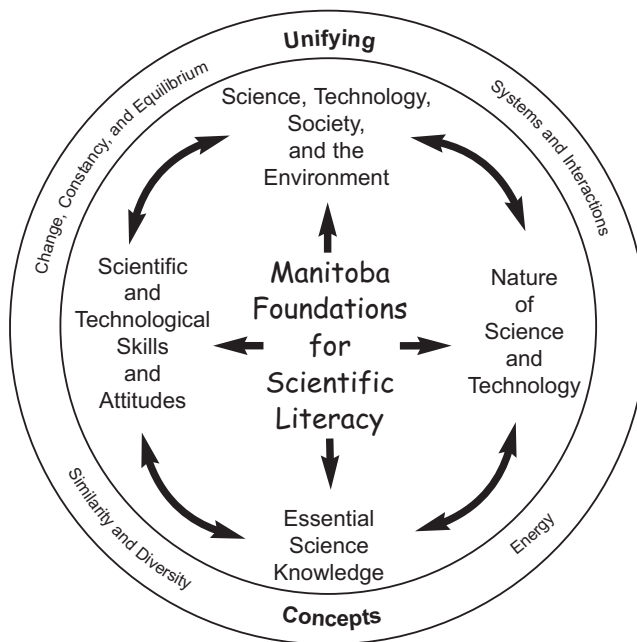 Unifying
Change, Constancy, and Equilibrium
Systems and Interactions
Science, Technology,
Society,
and the
Environment
Scientific
and
Technological
Skills
and
Attitudes
Manitoba
Foundations
for
Scientific
Literacy
Nature
of
Science
and
Technology
Essential
Science
Knowledge
Similarity and Diversity
Energy
Concepts